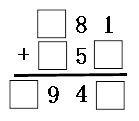 □ 8 1
+ □ 5 □
□ 9 4 □